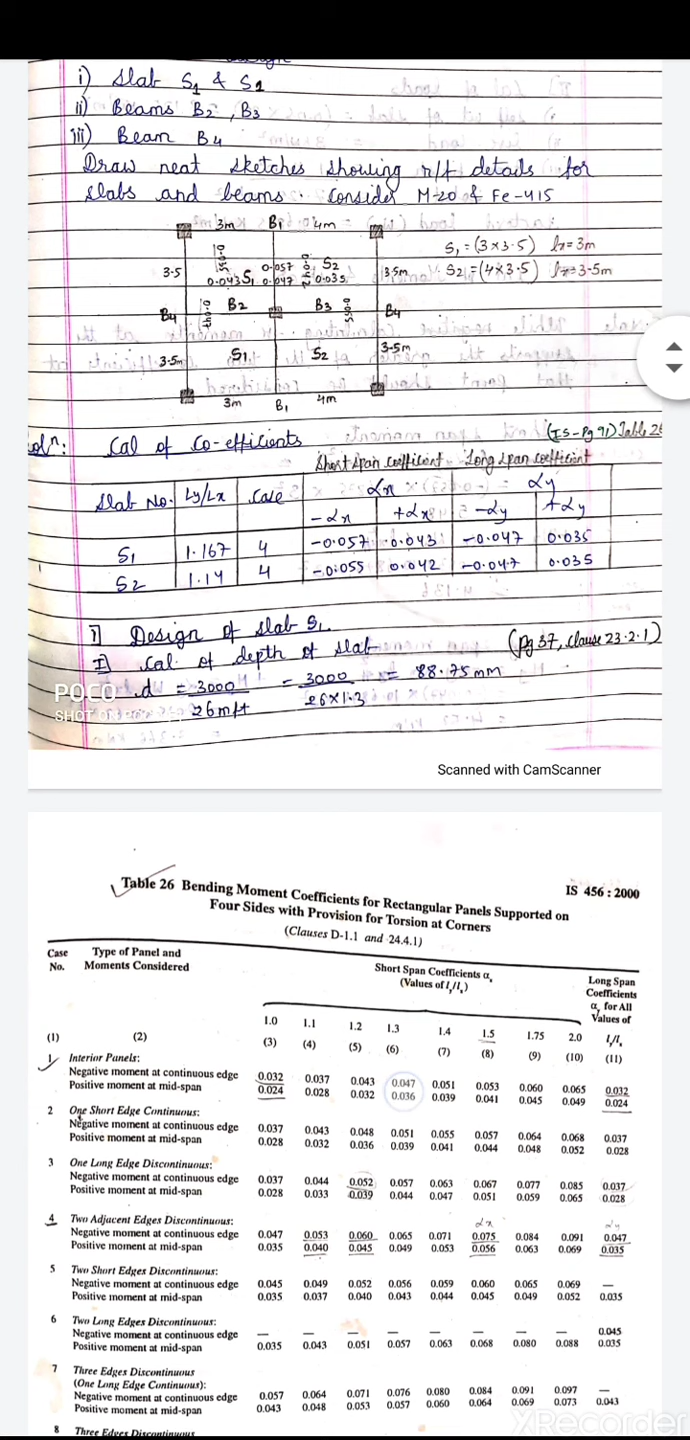 i) Slab S1 & S2
ii) Beams B2, B3
iii) Beam B4
Draw neat sketches showing r/f details for
slabs and beams. Consider M-20 & Fe-415
3m B1 4m
S1 = (3 x 3.5) lx = 3m
S2 = (4 x 3.5) lx = 3.5m
3.5 0.043 S1 0.057 0.047 S2 0.035 3.5m
0.055
B4 B2 B3 B4
3.5m S1 S2 3.5m
3m B1 4m
Soln: Cal of Co-efficients (IS-Pg 91) Table 26
Short span coefficient Long span coefficient
Slab No. Ly/Lx Case αx αy
-αx +αx -αy +αy
S1 1.167 4 -0.057 0.043 -0.047 0.035
S2 1.14 4 -0.055 0.042 -0.047 0.035
i] Design of slab S1.
I] Cal. of depth of slab (Pg 37, Clause 23.2.1)
d = 3000 / 26 mft = 3000 / 26 x 1.3 = 88.75 mm
POCO
SHOT ON
Scanned with CamScanner
IS 456 : 2000
Table 26 Bending Moment Coefficients for Rectangular Panels Supported on
Four Sides with Provision for Torsion at Corners
(Clauses D-1.1 and 24.4.1)
Case No. Type of Panel and Moments Considered Short Span Coefficients αx (Values of ly/lx) Long Span Coefficients αy for All Values of ly/lx
1.0 1.1 1.2 1.3 1.4 1.5 1.75 2.0
(1) (2) (3) (4) (5) (6) (7) (8) (9) (10) (11)
1 Interior Panels:
Negative moment at continuous edge 0.032 0.037 0.043 0.047 0.051 0.053 0.060 0.065 0.032
Positive moment at mid-span 0.024 0.028 0.032 0.036 0.039 0.041 0.045 0.049 0.024
2 One Short Edge Continuous:
Negative moment at continuous edge 0.037 0.043 0.048 0.051 0.055 0.057 0.064 0.068 0.037
Positive moment at mid-span 0.028 0.032 0.036 0.039 0.041 0.044 0.048 0.052 0.028
3 One Long Edge Discontinuous:
Negative moment at continuous edge 0.037 0.044 0.052 0.057 0.063 0.067 0.077 0.085 0.037
Positive moment at mid-span 0.028 0.033 0.039 0.044 0.047 0.051 0.059 0.065 0.028
αx αy
4 Two Adjacent Edges Discontinuous:
Negative moment at continuous edge 0.047 0.053 0.060 0.065 0.071 0.075 0.084 0.091 0.047
Positive moment at mid-span 0.035 0.040 0.045 0.049 0.053 0.056 0.063 0.069 0.035
5 Two Short Edges Discontinuous:
Negative moment at continuous edge 0.045 0.049 0.052 0.056 0.059 0.060 0.065 0.069 —
Positive moment at mid-span 0.035 0.037 0.040 0.043 0.044 0.045 0.049 0.052 0.035
6 Two Long Edges Discontinuous:
Negative moment at continuous edge — — — — — — — — 0.045
Positive moment at mid-span 0.035 0.043 0.051 0.057 0.063 0.068 0.080 0.088 0.035
7 Three Edges Discontinuous
(One Long Edge Continuous):
Negative moment at continuous edge 0.057 0.064 0.071 0.076 0.080 0.084 0.091 0.097 —
Positive moment at mid-span 0.043 0.048 0.053 0.057 0.060 0.064 0.069 0.073 0.043
8 Three Edges Discontinuous
XRecorder